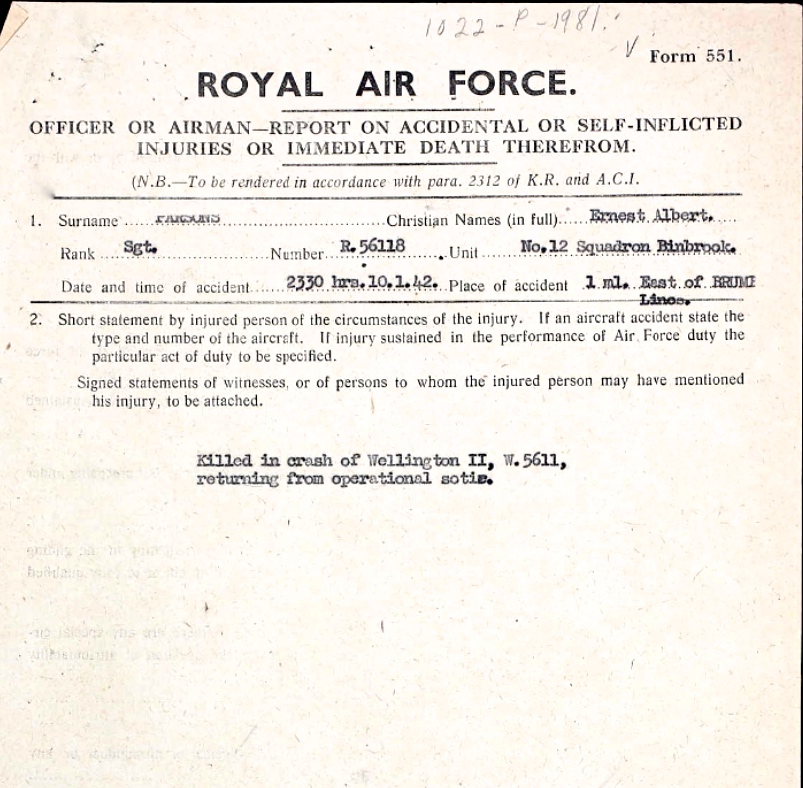 1022-P-1981.
Form 551.
ROYAL AIR FORCE.
OFFICER OR AIRMAN—REPORT ON ACCIDENTAL OR SELF-INFLICTED
INJURIES OR IMMEDIATE DEATH THEREFROM.
(N.B.—To be rendered in accordance with para. 2312 of K.R. and A.C.I.
1. Surname Christian Names (in full) Ernest Albert.
Rank Sgt. Number R.56118 Unit No.12 Squadron Binbrook.
Date and time of accident 2330 hrs.10.1.42. Place of accident 1 ml. East of
Lincs.
2. Short statement by injured person of the circumstances of the injury. If an aircraft accident state the
type and number of the aircraft. If injury sustained in the performance of Air Force duty the
particular act of duty to be specified.
Signed statements of witnesses, or of persons to whom the injured person may have mentioned
his injury, to be attached.
Killed in crash of Wellington II, W.5611,
returning from operational sotie.